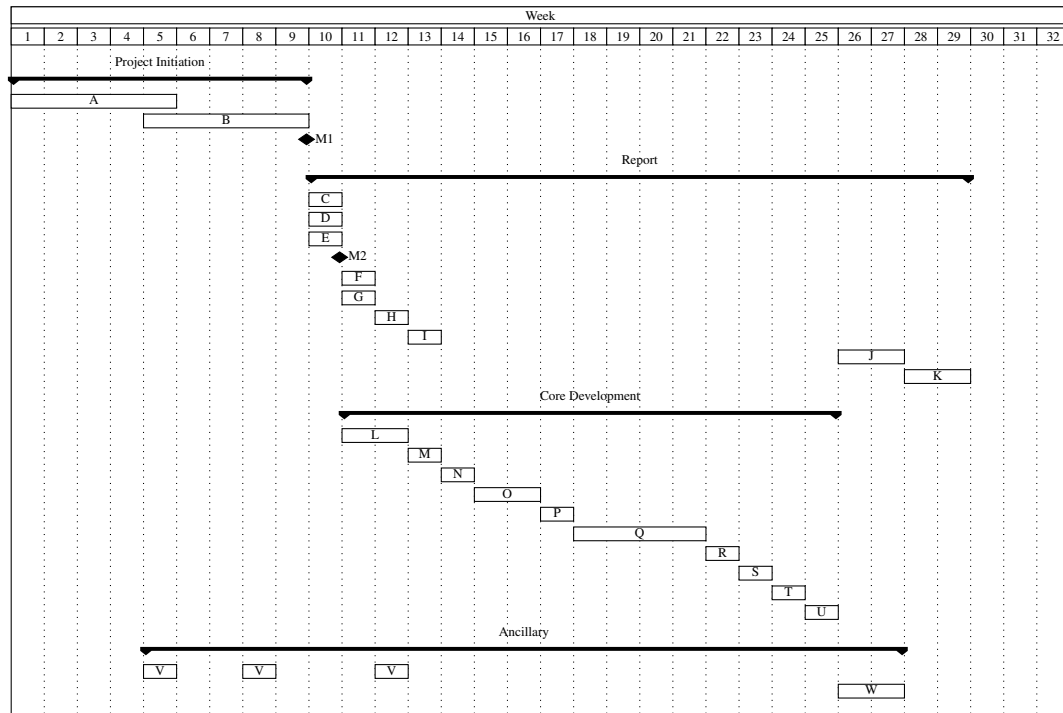 Week
1 2 3 4 5 6 7 8 9 10 11 12 13 14 15 16 17 18 19 20 21 22 23 24 25 26 27 28 29 30 31 32
Project Initiation
A
B
M1
Report
C
D
E
M2
F
G
H
I
J
K
Core Development
L
M
N
O
P
Q
R
S
T
U
Ancillary
V V V
W